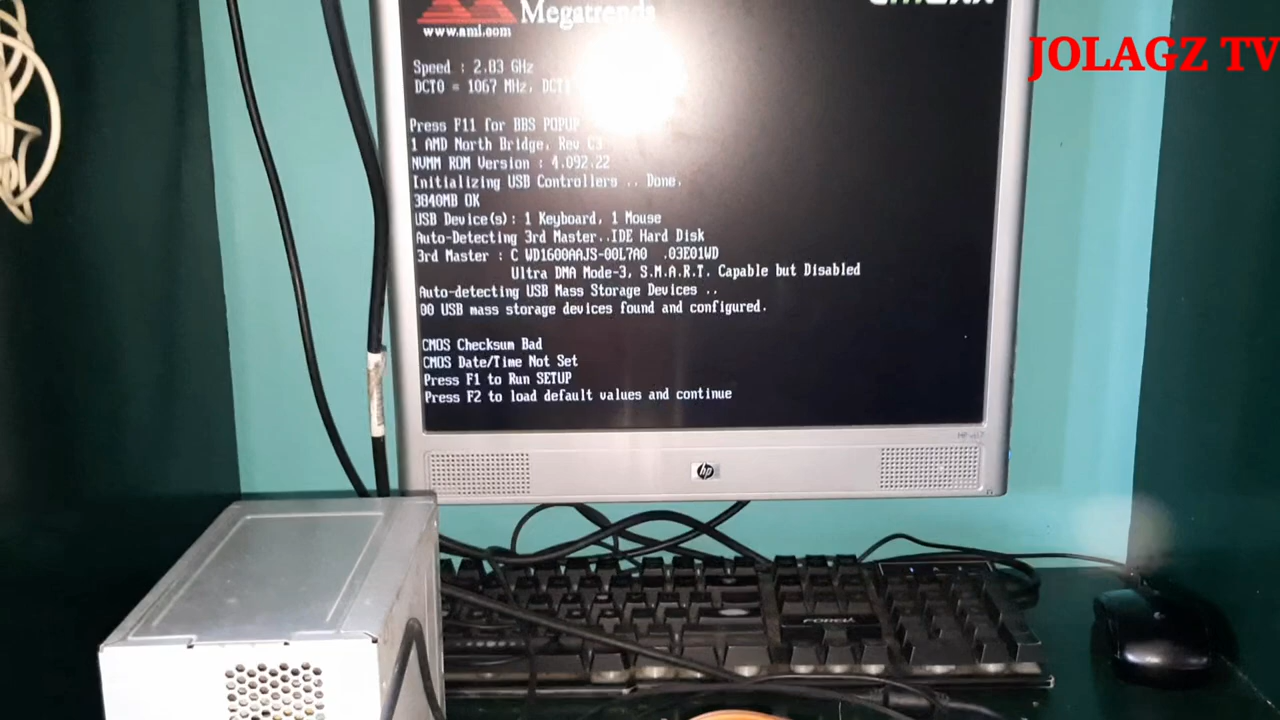 Megatrends
www.ami.com
JOLAGZ TV
Speed : 2.03 GHz
DCT0 = 1067 MHz, DCT1
Press F11 for BBS POPUP
1 AMD North Bridge, Rev C3
NVMM ROM Version : 4.092.22
Initializing USB Controllers .. Done.
3840MB OK
USB Device(s): 1 Keyboard, 1 Mouse
Auto-Detecting 3rd Master..IDE Hard Disk
3rd Master : C WD1600AAJS-00L7A0 .03E01WD
Ultra DMA Mode-3, S.M.A.R.T. Capable but Disabled
Auto-detecting USB Mass Storage Devices ..
00 USB mass storage devices found and configured.
CMOS Checksum Bad
CMOS Date/Time Not Set
Press F1 to Run SETUP
Press F2 to load default values and continue
hp